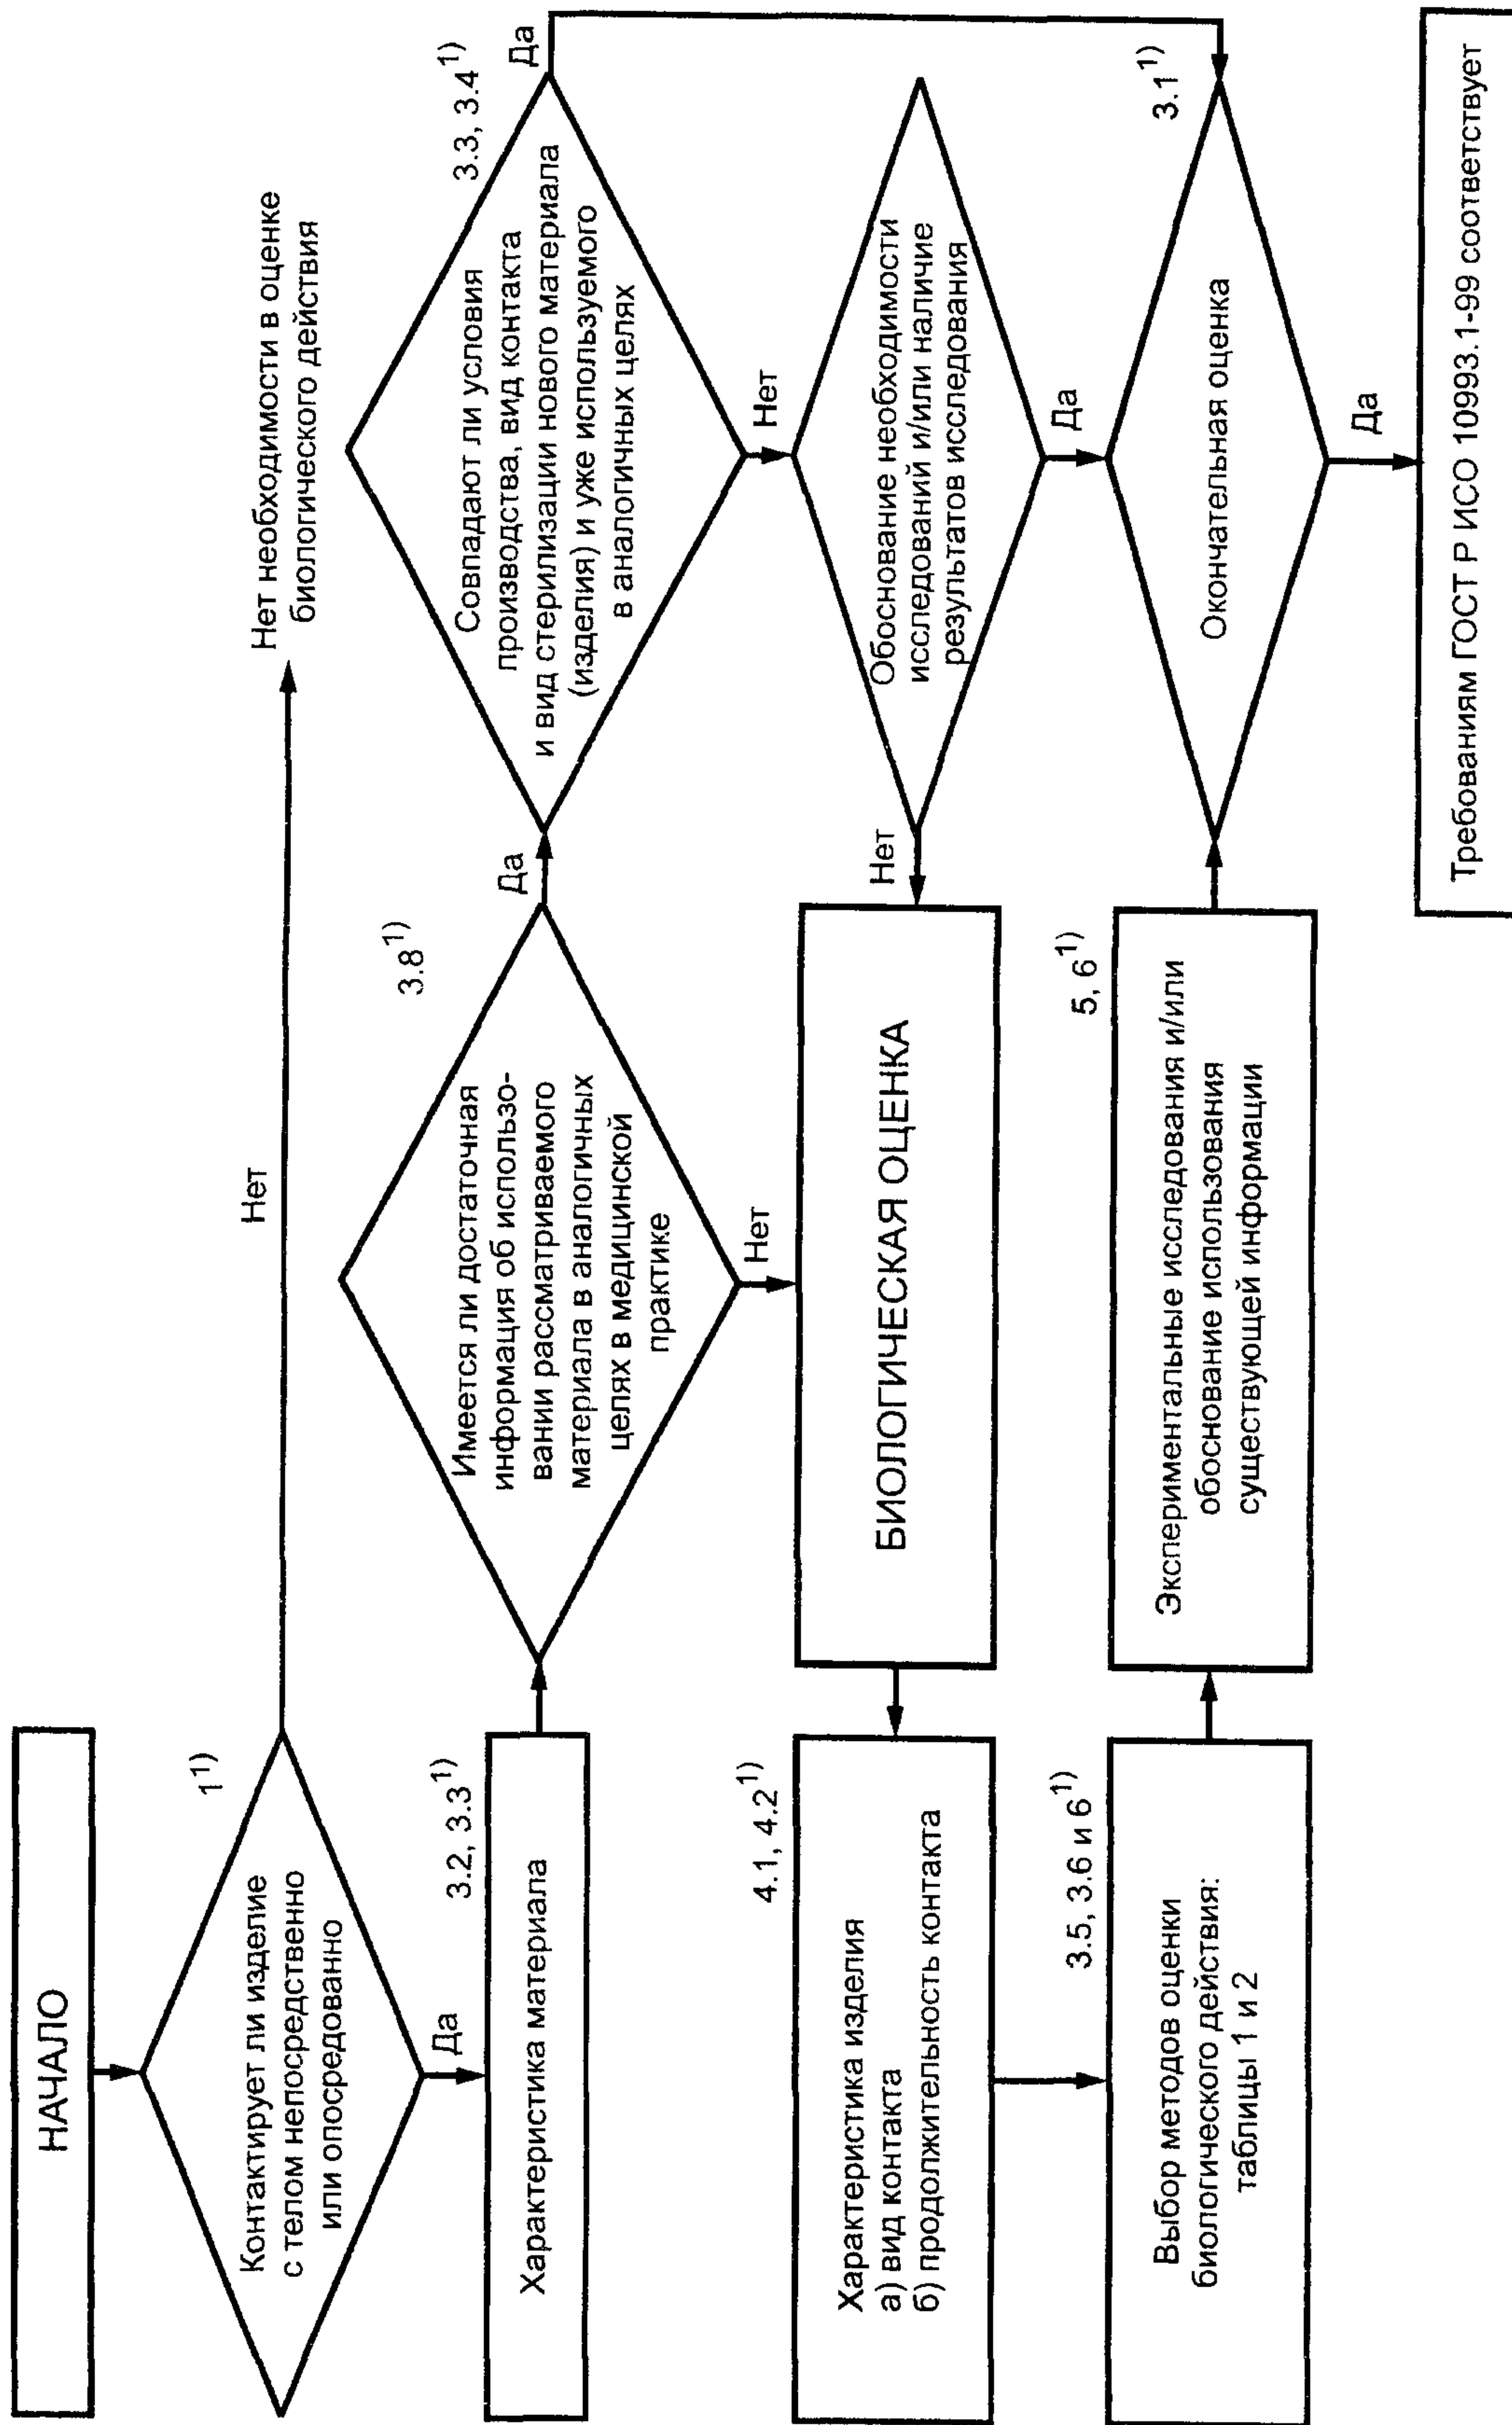 НАЧАЛО
1¹⁾
Контактирует ли изделие
с телом непосредственно
или опосредованно
Нет
Нет необходимости в оценке
биологического действия
Да
3.2, 3.3¹⁾
Характеристика материала
3.8¹⁾
Имеется ли достаточная
информация об использо-
вании рассматриваемого
материала в аналогичных
целях в медицинской
практике
Да
3.3, 3.4¹⁾
Совпадают ли условия
производства, вид контакта
и вид стерилизации нового материала
(изделия) и уже используемого
в аналогичных целях
Да
Нет
Нет
4.1, 4.2¹⁾
Характеристика изделия
а) вид контакта
б) продолжительность контакта
БИОЛОГИЧЕСКАЯ ОЦЕНКА
Нет
Обоснование необходимости
исследований и/или наличие
результатов исследования
Да
3.5, 3.6 и 6¹⁾
Выбор методов оценки
биологического действия:
таблицы 1 и 2
5, 6¹⁾
Экспериментальные исследования и/или
обоснование использования
существующей информации
3.1¹⁾
Окончательная оценка
Да
Требованиям ГОСТ Р ИСО 10993.1-99 соответствует